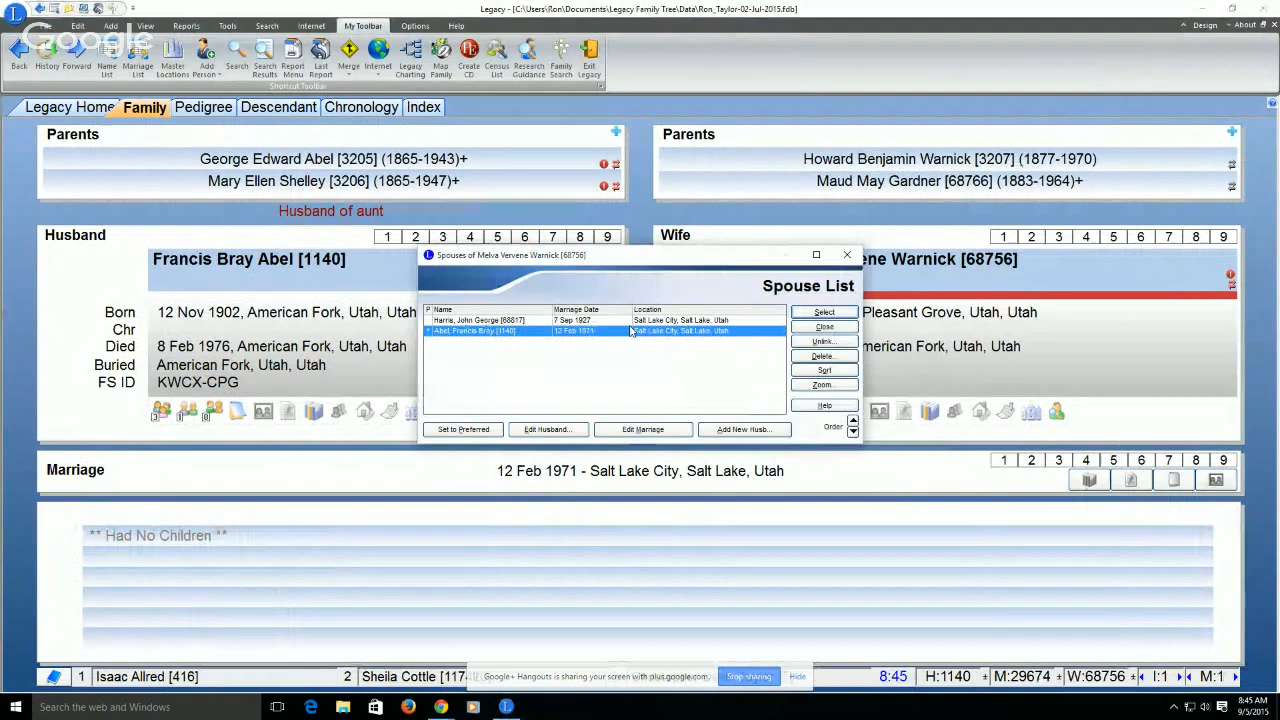 Legacy - [C:\Users\Ron\Documents\Legacy Family Tree\Data\Ron_Taylor-02-Jul-2015.fdb]
File Edit View Add Reports Tools Search Internet My Toolbar Options Help Design About
Google
Back History Forward Name List Marriage List Master Locations Add Person Search Search Results Report Menu Last Report Merge Internet Legacy Charting Map Family Create CD Census List Research Guidance Family Search Exit Legacy
Shortcut Toolbar
Legacy Home Family Pedigree Descendant Chronology Index
Parents
George Edward Abel [3205] (1865-1943)+
Mary Ellen Shelley [3206] (1865-1947)+
Parents
Howard Benjamin Warnick [3207] (1877-1970)
Maud May Gardner [68766] (1883-1964)+
Husband of aunt
Husband 1 2 3 4 5 6 7 8 9
Francis Bray Abel [1140]
Born 12 Nov 1902, American Fork, Utah, Utah
Chr
Died 8 Feb 1976, American Fork, Utah, Utah
Buried American Fork, Utah, Utah
FS ID KWCX-CPG
3 1 8
Wife 1 2 3 4 5 6 7 8 9
ene Warnick [68756]
Pleasant Grove, Utah, Utah
American Fork, Utah, Utah
Spouses of Melva Vervene Warnick [68756]
Spouse List
P Name Marriage Date Location
Harris, John George [68817] 7 Sep 1927 Salt Lake City, Salt Lake, Utah
* Abel, Francis Bray [1140] 12 Feb 1971 Salt Lake City, Salt Lake, Utah
Select
Close
Unlink...
Delete...
Sort
Zoom...
Help
Order
Set to Preferred Edit Husband... Edit Marriage Add New Husb...
Marriage 12 Feb 1971 - Salt Lake City, Salt Lake, Utah 1 2 3 4 5 6 7 8 9
** Had No Children **
1 Isaac Allred [416] 2 Sheila Cottle [117 8:45 H:1140 M:29674 W:68756 I:1 M:1
Google+ Hangouts is sharing your screen with plus.google.com. Stop sharing Hide
Search the web and Windows
8:45 AM
9/5/2015